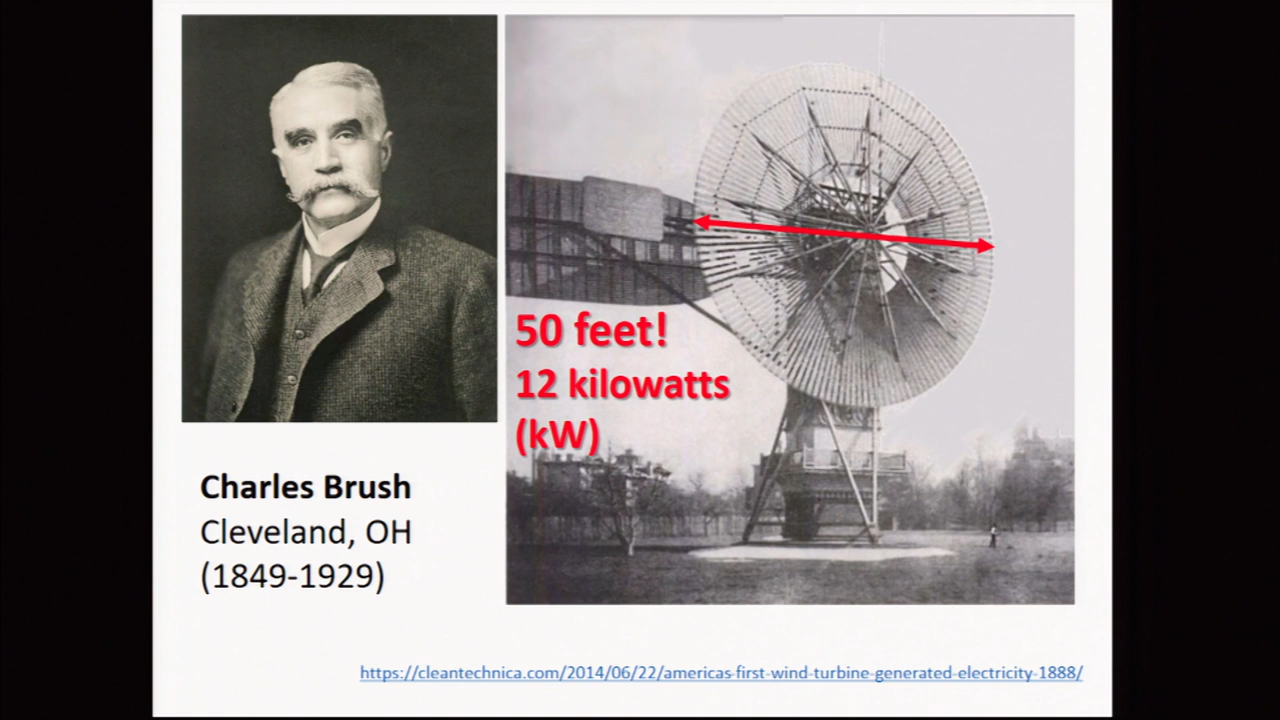 50 feet!
12 kilowatts
(kW)
Charles Brush
Cleveland, OH
(1849-1929)
https://cleantechnica.com/2014/06/22/americas-first-wind-turbine-generated-electricity-1888/